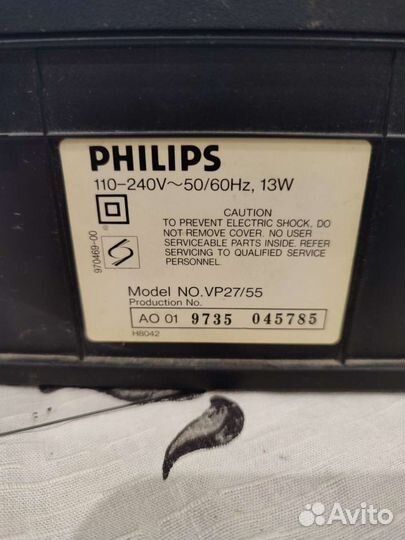 PHILIPS
110-240V~50/60Hz, 13W
CAUTION
TO PREVENT ELECTRIC SHOCK, DO
NOT REMOVE COVER. NO USER
SERVICEABLE PARTS INSIDE. REFER
SERVICING TO QUALIFIED SERVICE
PERSONNEL.
970469-00
Model NO.VP27/55
Production No.
AO 01 9735 045785
H8042
Avito